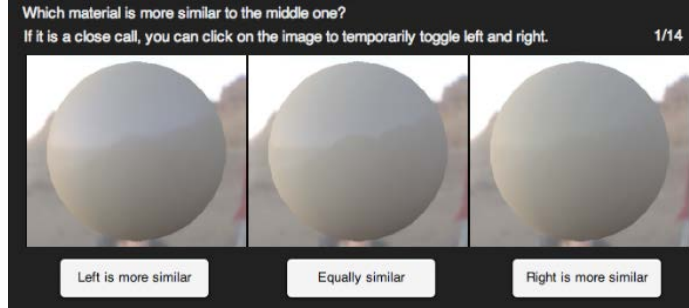 Which material is more similar to the middle one?
If it is a close call, you can click on the image to temporarily toggle left and right. 1/14
Left is more similar
Equally similar
Right is more similar